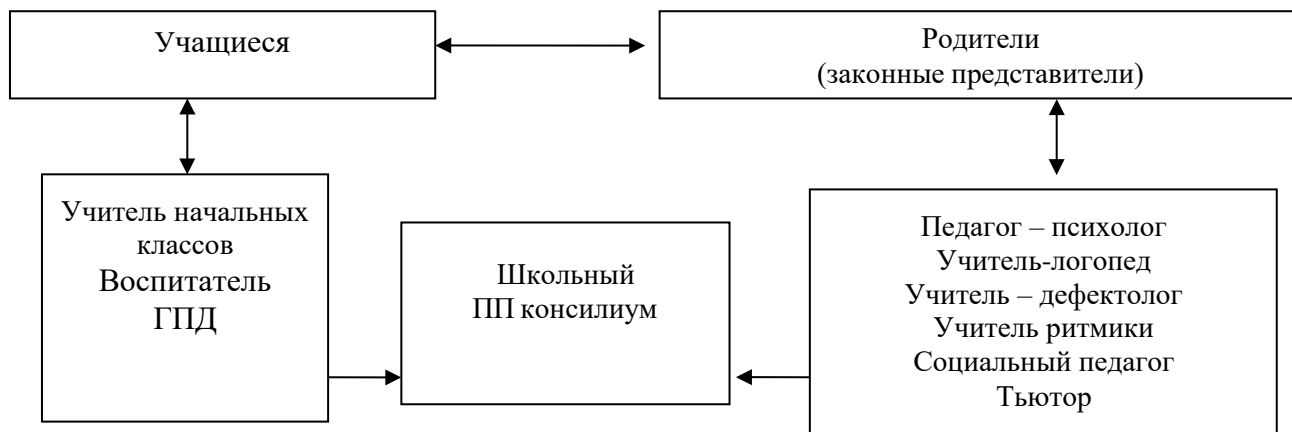 Учащиеся
Родители
(законные представители)
Учитель начальных
классов
Воспитатель
ГПД
Школьный
ПП консилиум
Педагог – психолог
Учитель-логопед
Учитель – дефектолог
Учитель ритмики
Социальный педагог
Тьютор